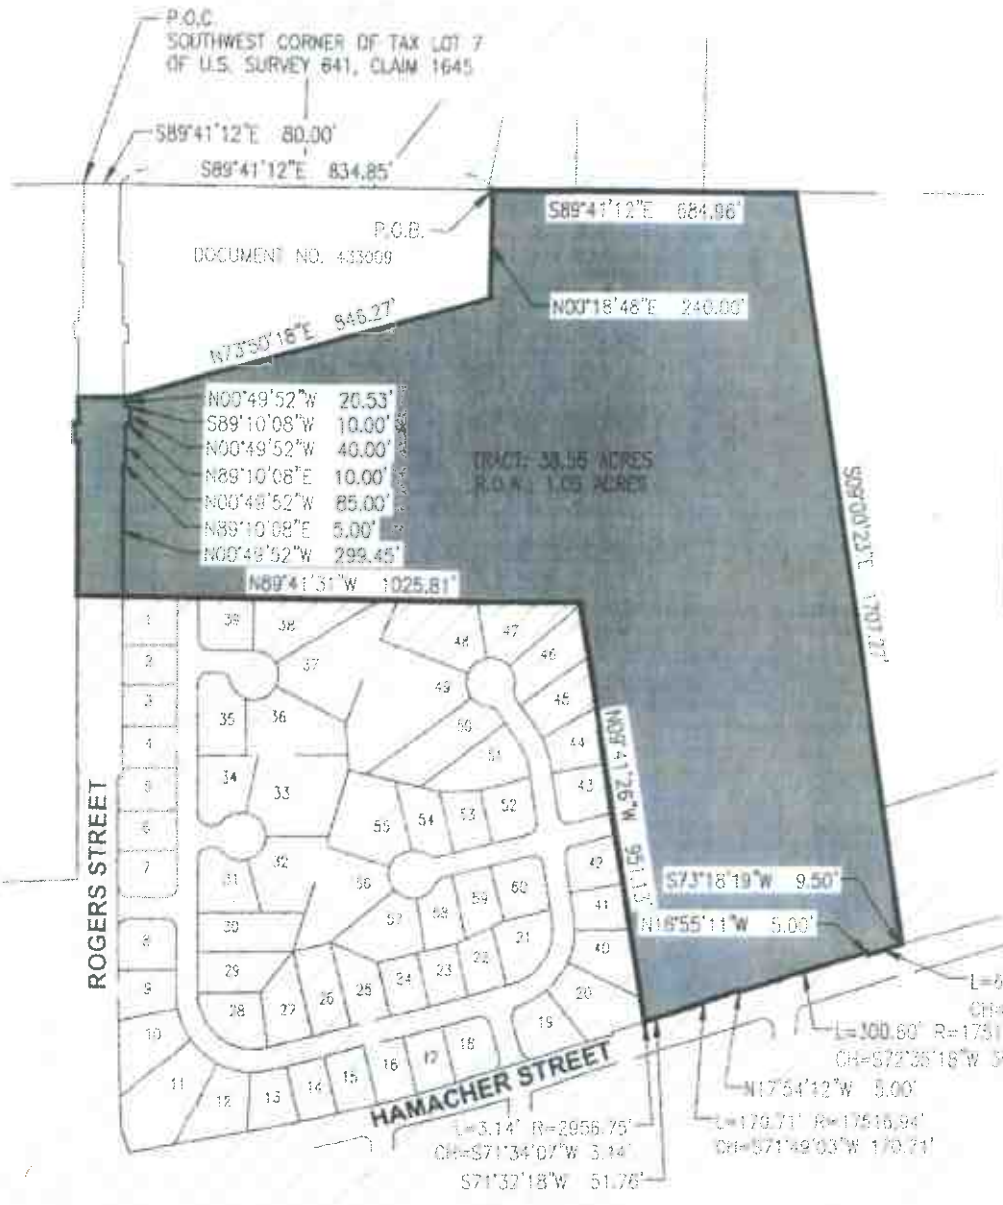 P.O.C
SOUTHWEST CORNER OF TAX LOT 7
OF U.S. SURVEY 641, CLAIM 1645
S89°41'12"E 80.00'
S89°41'12"E 834.85'
S89°41'12"E 684.96'
P.O.B.
DOCUMENT NO. 433009
N00°18'48"E 240.00'
N73°50'18"E 846.27'
N00°49'52"W 20.53'
S89°10'08"W 10.00'
N00°49'52"W 40.00'
N89°10'08"E 10.00'
N00°49'52"W 85.00'
N89°10'08"E 5.00'
N00°49'52"W 299.45'
TRACT: 38.56 ACRES
R.O.W.: 1.05 ACRES
S09°00'23"E 1707.27'
N89°41'31"W 1025.81'
1
39
38
48
47
2
37
46
3
49
45
35
36
50
4
51
44
N09°41'26"W 951.13'
5
34
33
43
52
6
55
54
53
ROGERS STREET
7
32
42
31
56
60
S73°18'19"W 9.50'
59
41
57
58
8
30
N16°55'11"W 5.00'
21
40
29
22
9
23
24
25
20
26
27
28
L=300.60' R=1751
CH=S72°35'18"W
10
19
18
17
16
15
HAMACHER STREET
N17°54'12"W 5.00'
11
14
13
12
L=3.14' R=2956.75'
CH=S71°34'07"W 3.14'
L=170.71' R=17516.94'
CH=S71°49'03"W 170.71'
S71°32'18"W 51.76'